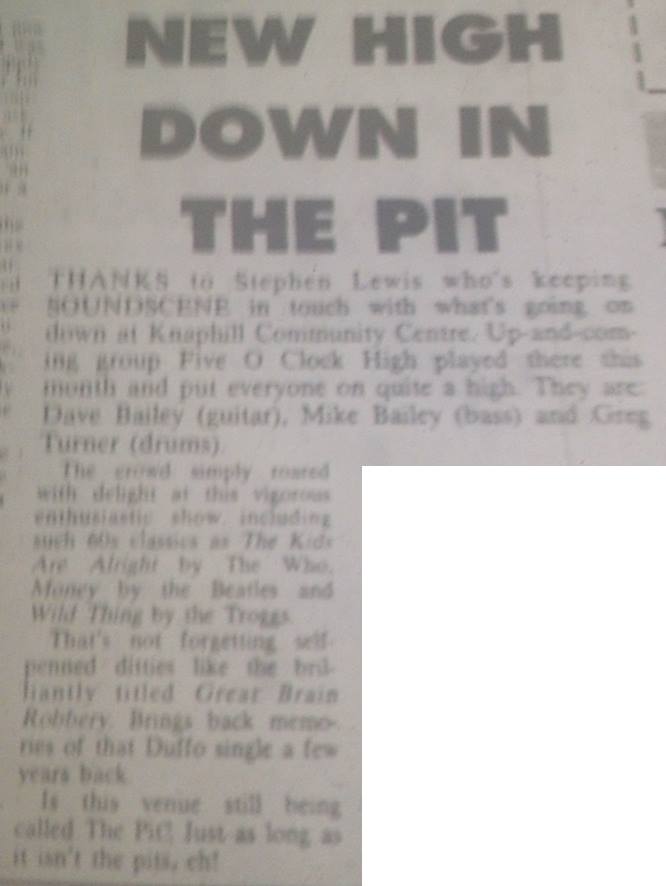 NEW HIGH
DOWN IN
THE PIT
THANKS to Stephen Lewis who's keeping
SOUNDSCENE in touch with what's going on
down at Knaphill Community Centre. Up-and-com-
ing group Five O Clock High played there this
month and put everyone on quite a high. They are:
Dave Bailey (guitar), Mike Bailey (bass) and Greg
Turner (drums).
The crowd simply roared
with delight at this vigorous
enthusiastic show, including
such 60s classics as The Kids
Are Alright by The Who,
Money by the Beatles and
Wild Thing by the Troggs.
That's not forgetting self-
penned ditties like the bril-
liantly titled Great Brain
Robbery. Brings back memo-
ries of that Duffo single a few
years back.
Is this venue still being
called The Pit? Just as long as
it isn't the pits, eh!